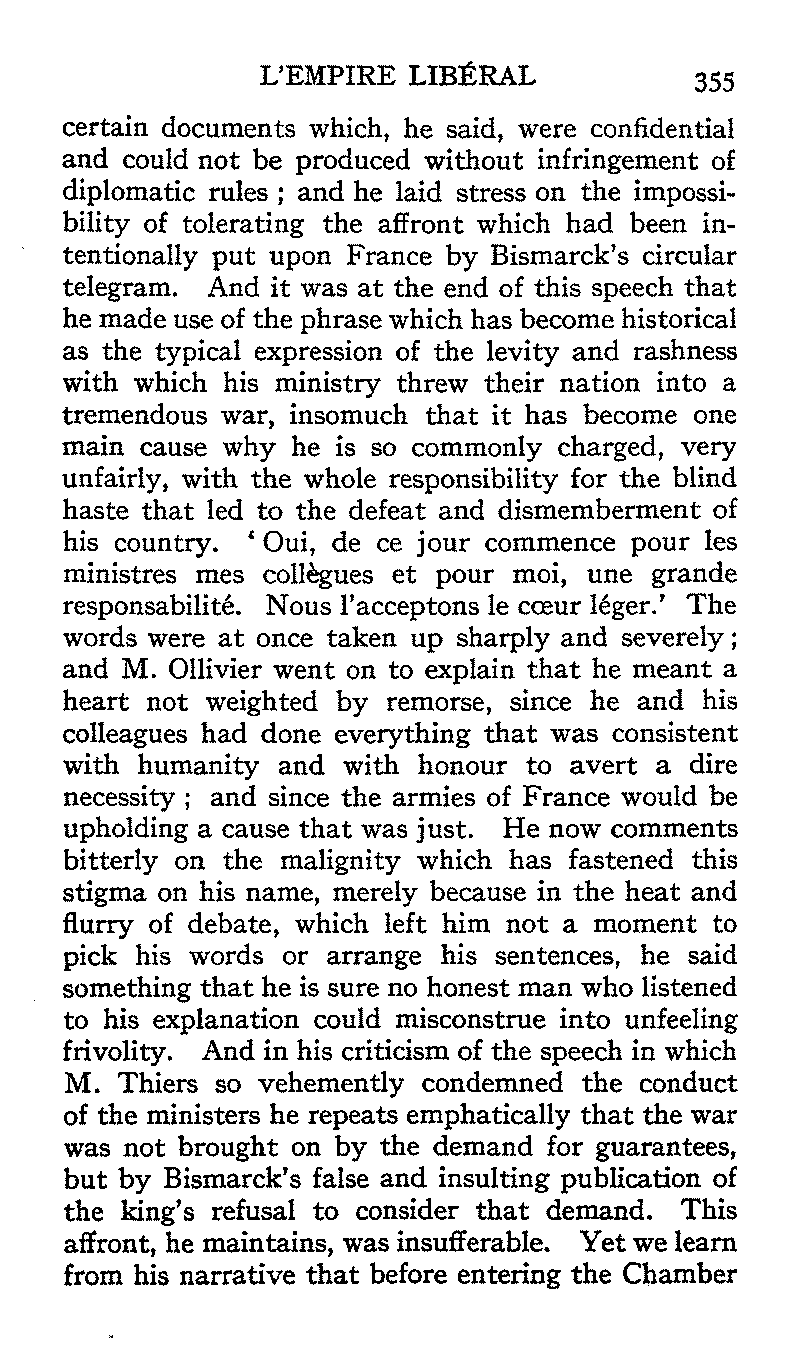 L'EMPIRE LIBÉRAL 355
certain documents which, he said, were confidential
and could not be produced without infringement of
diplomatic rules ; and he laid stress on the impossi-
bility of tolerating the affront which had been in-
tentionally put upon France by Bismarck's circular
telegram. And it was at the end of this speech that
he made use of the phrase which has become historical
as the typical expression of the levity and rashness
with which his ministry threw their nation into a
tremendous war, insomuch that it has become one
main cause why he is so commonly charged, very
unfairly, with the whole responsibility for the blind
haste that led to the defeat and dismemberment of
his country. ‘ Oui, de ce jour commence pour les
ministres mes collègues et pour moi, une grande
responsabilité. Nous l'acceptons le cœur léger.’ The
words were at once taken up sharply and severely ;
and M. Ollivier went on to explain that he meant a
heart not weighted by remorse, since he and his
colleagues had done everything that was consistent
with humanity and with honour to avert a dire
necessity ; and since the armies of France would be
upholding a cause that was just. He now comments
bitterly on the malignity which has fastened this
stigma on his name, merely because in the heat and
flurry of debate, which left him not a moment to
pick his words or arrange his sentences, he said
something that he is sure no honest man who listened
to his explanation could misconstrue into unfeeling
frivolity. And in his criticism of the speech in which
M. Thiers so vehemently condemned the conduct
of the ministers he repeats emphatically that the war
was not brought on by the demand for guarantees,
but by Bismarck's false and insulting publication of
the king's refusal to consider that demand. This
affront, he maintains, was insufferable. Yet we learn
from his narrative that before entering the Chamber